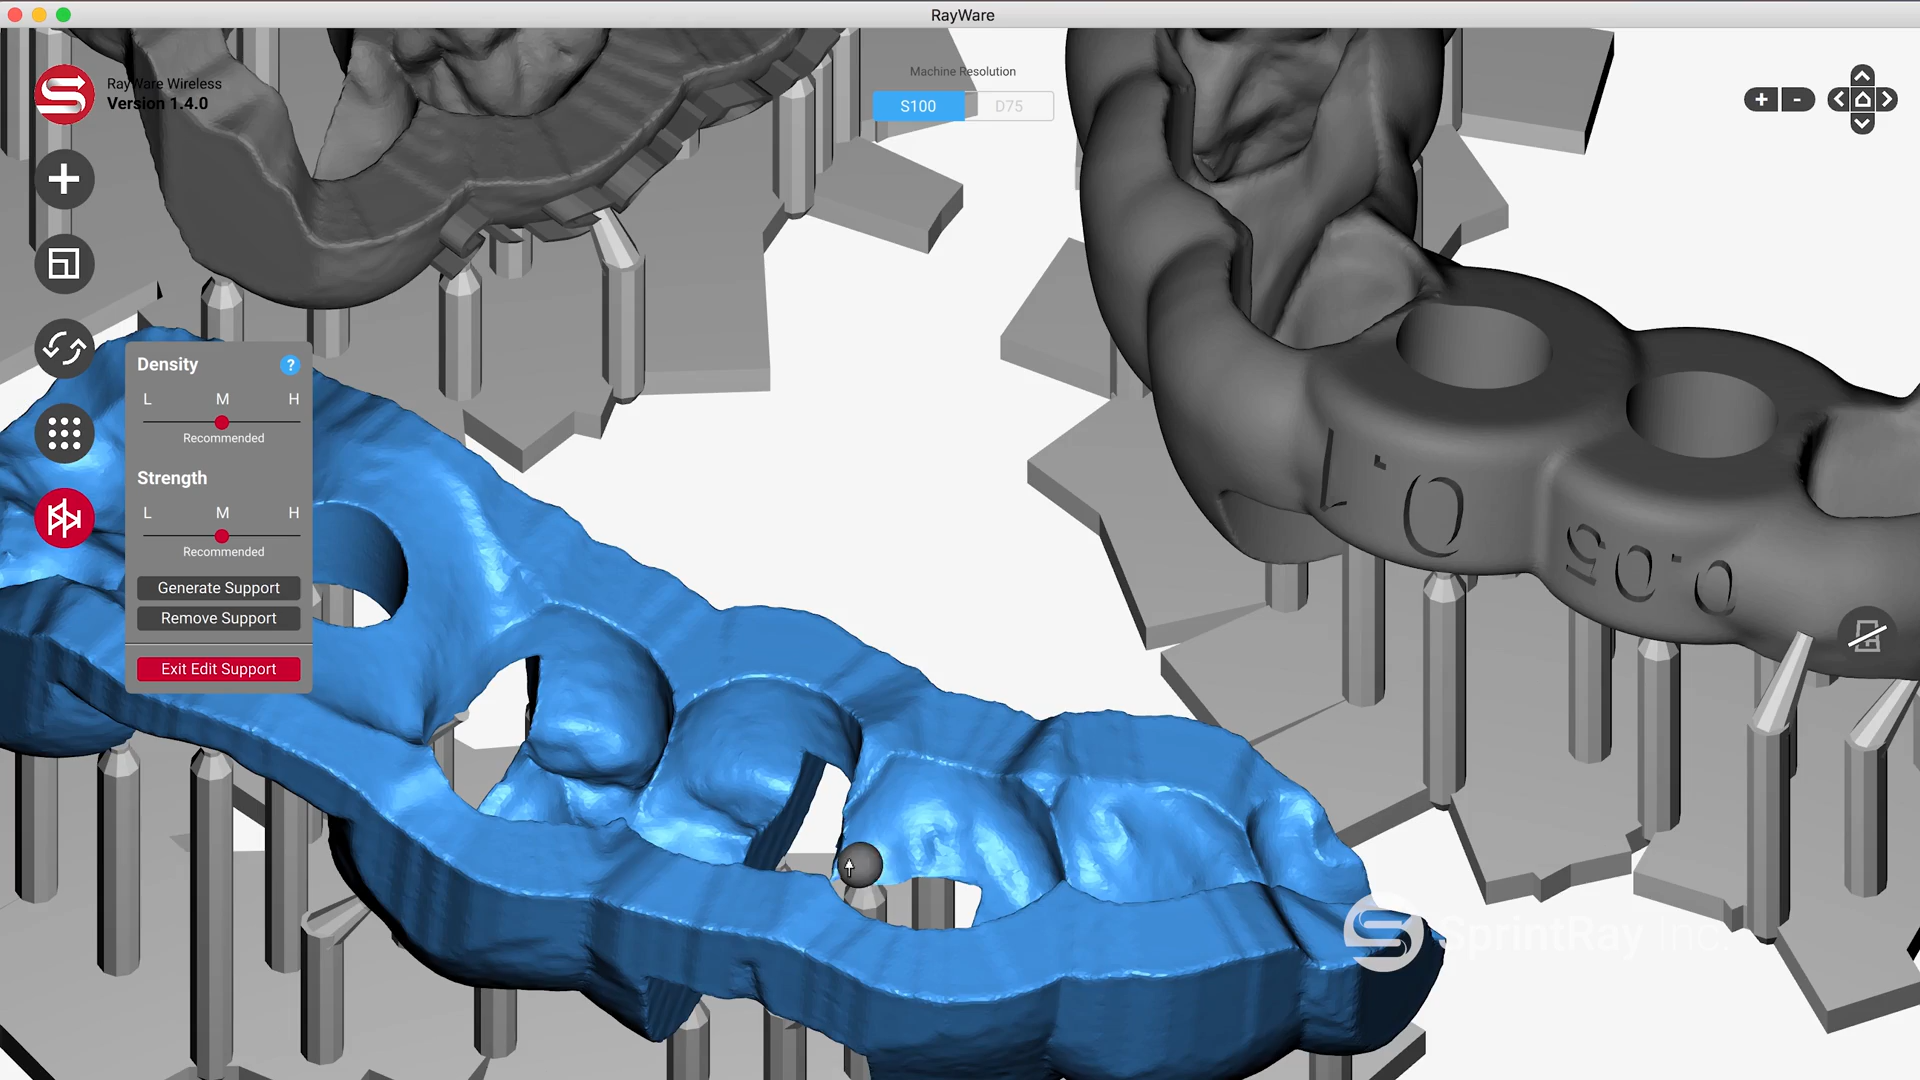 RayWare
RayWare Wireless
Version 1.4.0
Machine Resolution
S100
D75
Density
?
L M H
Recommended
Strength
L M H
Recommended
Generate Support
Remove Support
Exit Edit Support
0.1
0.05
SprintRay Inc.